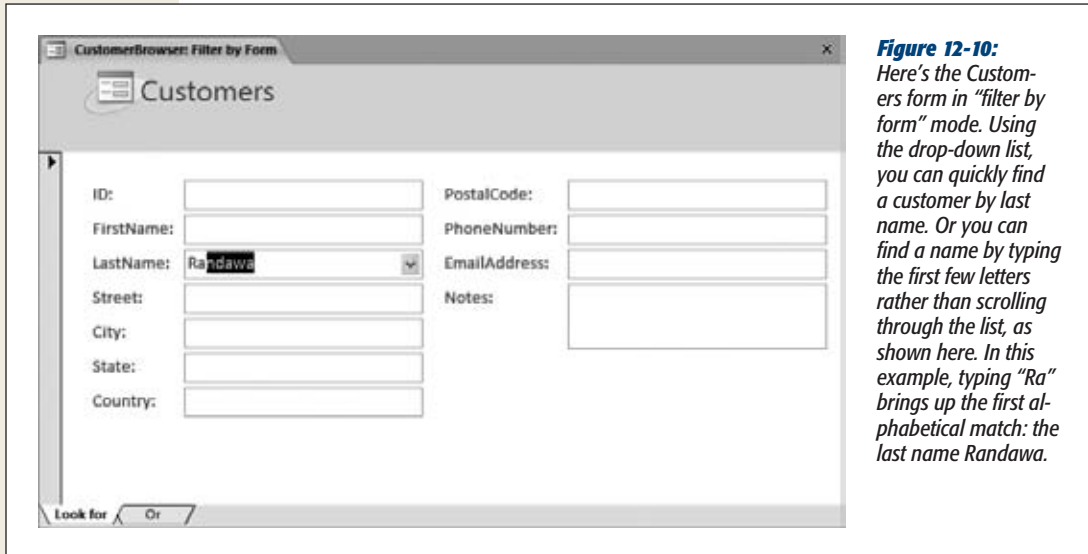 CustomerBrowser: Filter by Form
Customers
ID:
FirstName:
LastName: Randawa
Street:
City:
State:
Country:
PostalCode:
PhoneNumber:
EmailAddress:
Notes:
Look for
Or
Figure 12-10:
Here's the Custom-
ers form in “filter by
form” mode. Using
the drop-down list,
you can quickly find
a customer by last
name. Or you can
find a name by typing
the first few letters
rather than scrolling
through the list, as
shown here. In this
example, typing “Ra”
brings up the first al-
phabetical match: the
last name Randawa.